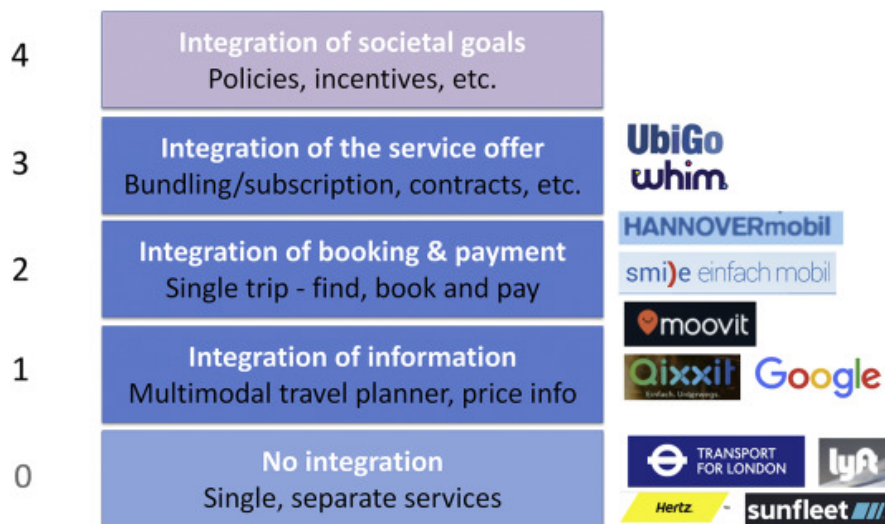 4
Integration of societal goals
Policies, incentives, etc.
3
Integration of the service offer
Bundling/subscription, contracts, etc.
UbiGo
whim
2
Integration of booking & payment
Single trip - find, book and pay
HANNOVERmobil
smi)e einfach mobil
1
Integration of information
Multimodal travel planner, price info
moovit
Qixxit
Einfach. Unterwegs.
Google
0
No integration
Single, separate services
TRANSPORT
FOR LONDON
lyft
Hertz
sunfleet